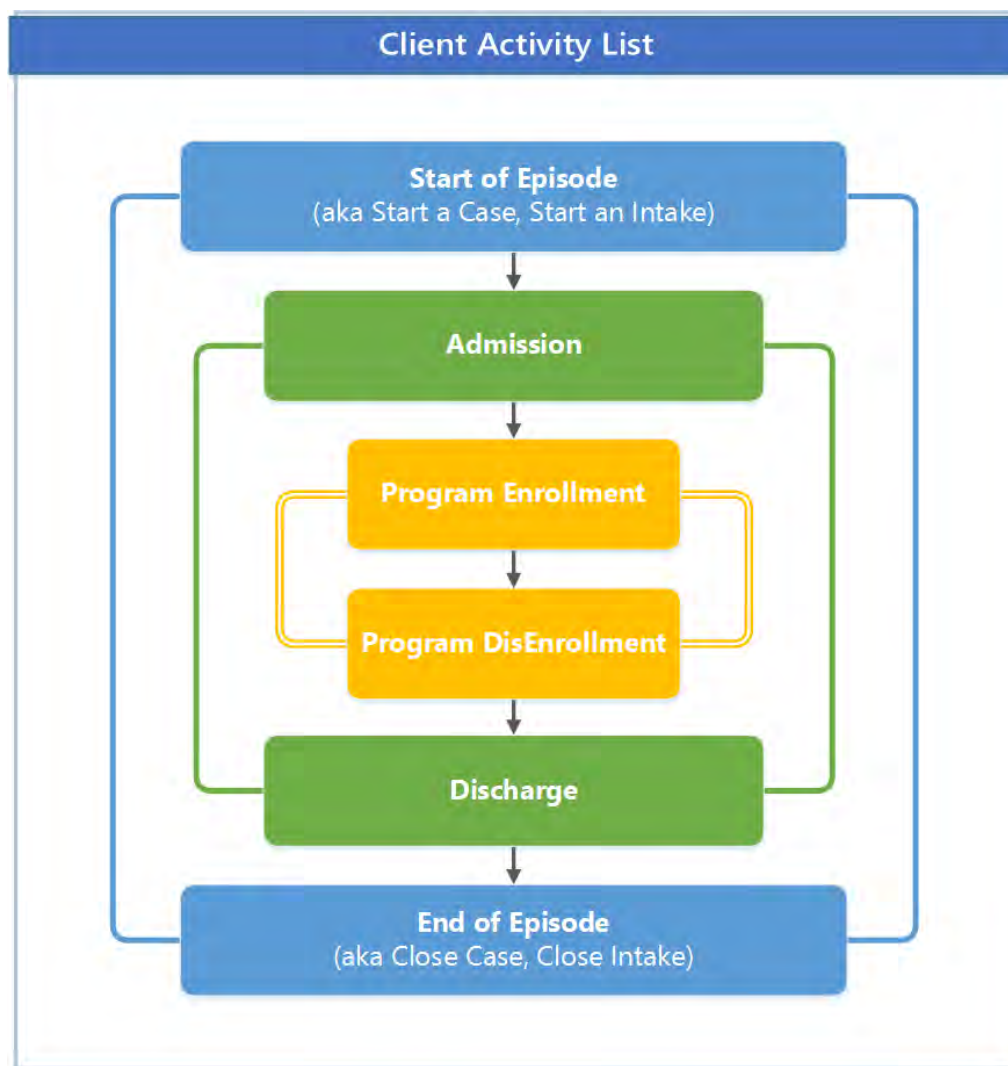 Client Activity List
Start of Episode
(aka Start a Case, Start an Intake)
Admission
Program Enrollment
Program DisEnrollment
Discharge
End of Episode
(aka Close Case, Close Intake)